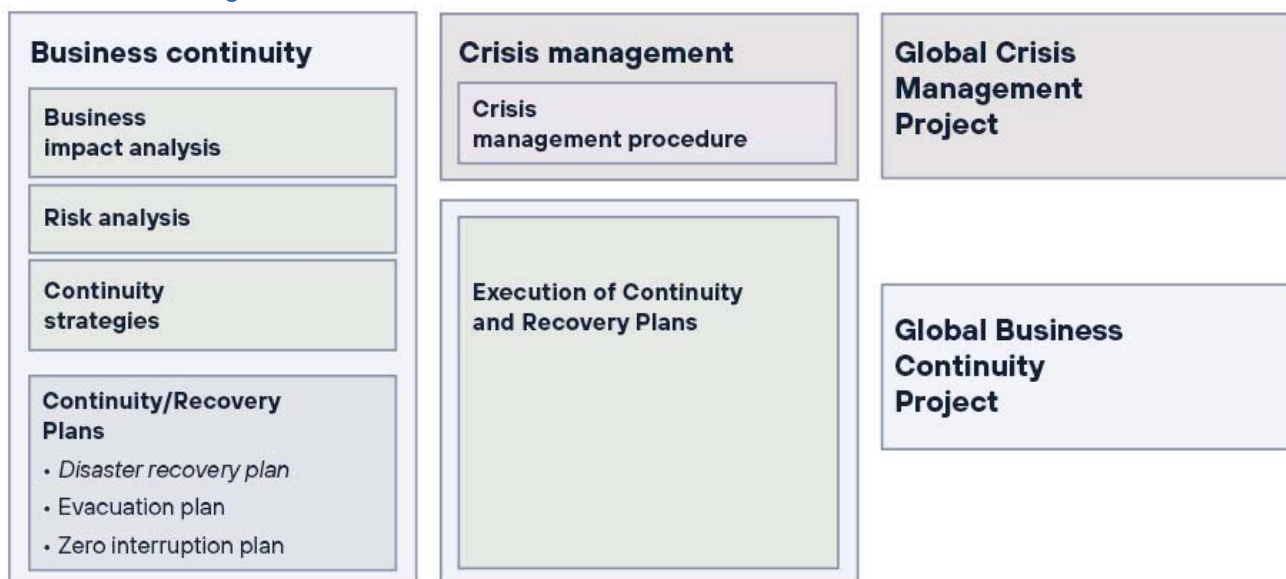 Business continuity
Business
impact analysis
Risk analysis
Continuity
strategies
Continuity/Recovery
Plans
• Disaster recovery plan
• Evacuation plan
• Zero interruption plan
Crisis management
Crisis
management procedure
Execution of Continuity
and Recovery Plans
Global Crisis
Management
Project
Global Business
Continuity
Project